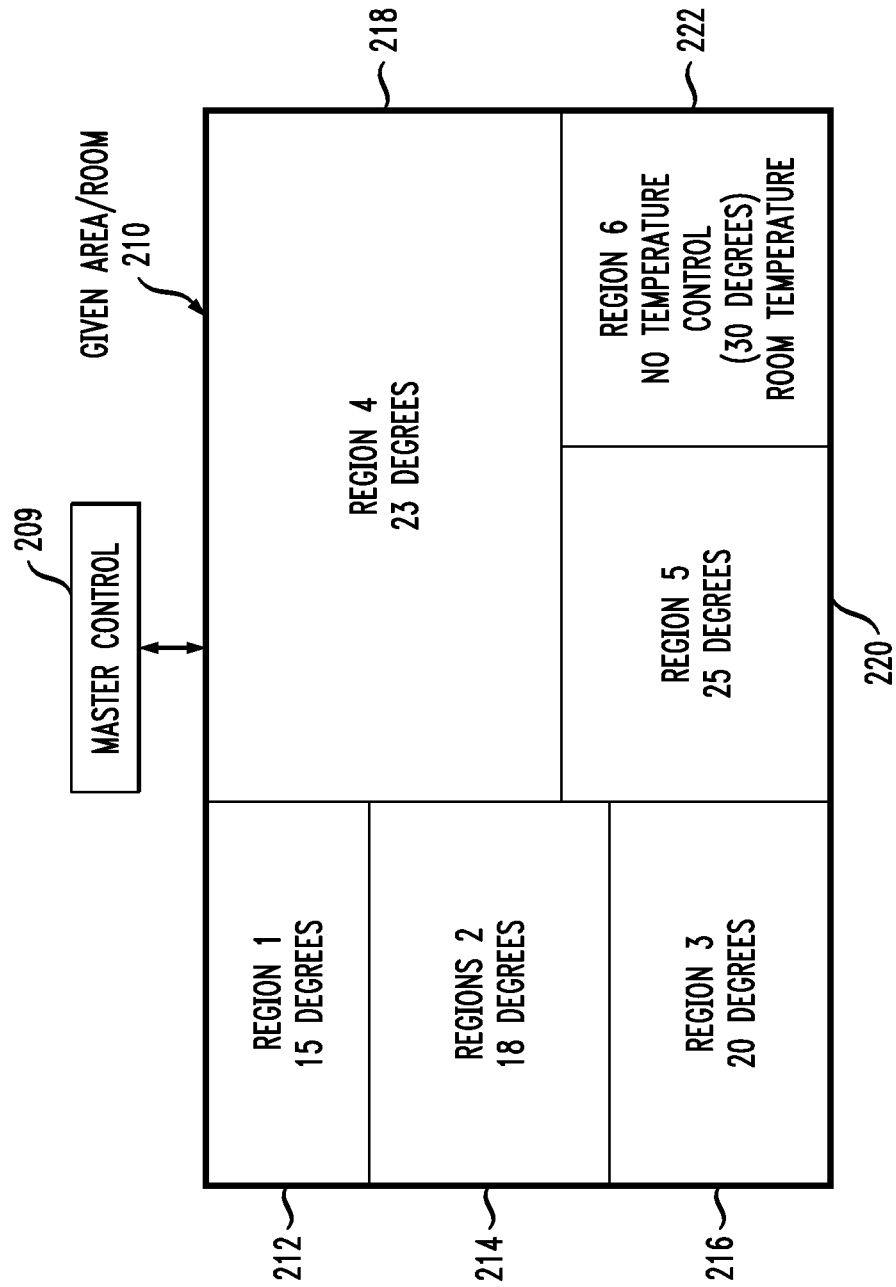 GIVEN AREA/ROOM
210
209
MASTER CONTROL
212
REGION 1
15 DEGREES
REGION 4
23 DEGREES
218
214
REGIONS 2
18 DEGREES
216
REGION 3
20 DEGREES
REGION 5
25 DEGREES
220
REGION 6
NO TEMPERATURE
CONTROL
(30 DEGREES)
ROOM TEMPERATURE
222